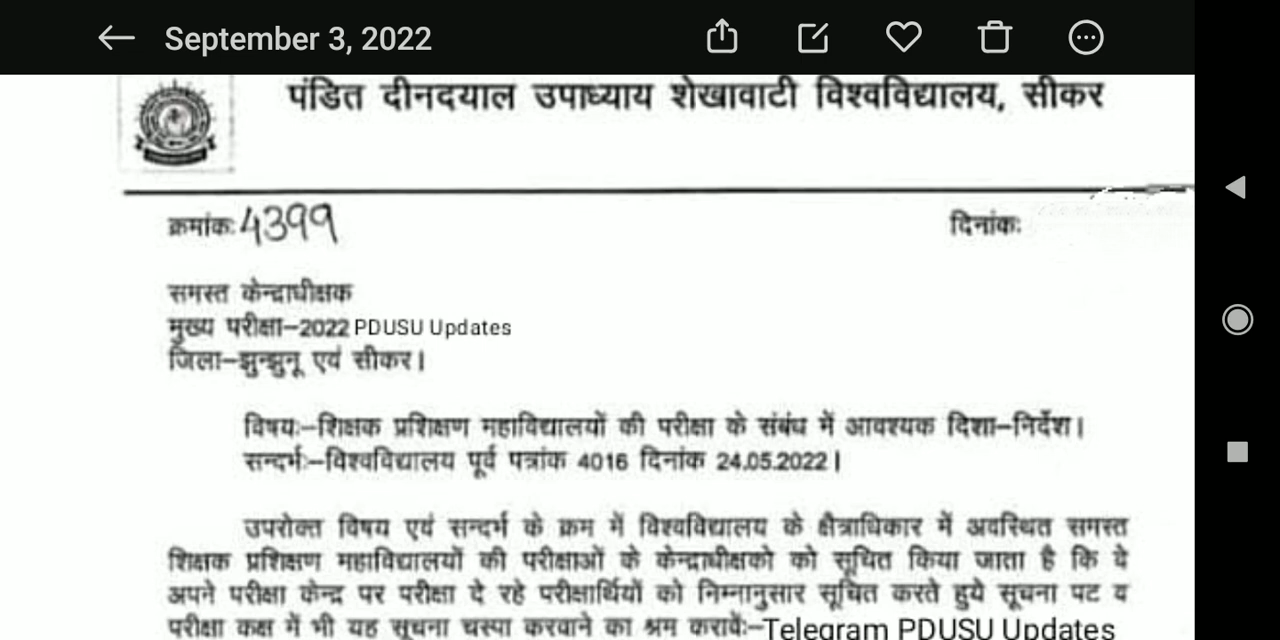 September 3, 2022
पंडित दीनदयाल उपाध्याय शेखावाटी विश्वविद्यालय, सीकर
क्रमांक: 4399 दिनांक:
समस्त केन्द्राधीक्षक
मुख्य परीक्षा–2022 PDUSU Updates
जिला–झुन्झुनू एवं सीकर।
विषयः–शिक्षक प्रशिक्षण महाविद्यालयों की परीक्षा के संबंध में आवश्यक दिशा–निर्देश।
सन्दर्भः–विश्वविद्यालय पूर्व पत्रांक 4016 दिनांक 24.05.2022।
उपरोक्त विषय एवं सन्दर्भ के क्रम में विश्वविद्यालय के क्षैत्राधिकार में अवस्थित समस्त
शिक्षक प्रशिक्षण महाविद्यालयों की परीक्षाओं के केन्द्राधीक्षको को सूचित किया जाता है कि वे
अपने परीक्षा केन्द्र पर परीक्षा दे रहे परीक्षार्थियों को निम्नानुसार सूचित करते हुये सूचना पट व
परीक्षा कक्ष में भी यह सूचना चस्पा करवाने का श्रम करावेंः–Telegram PDUSU Updates